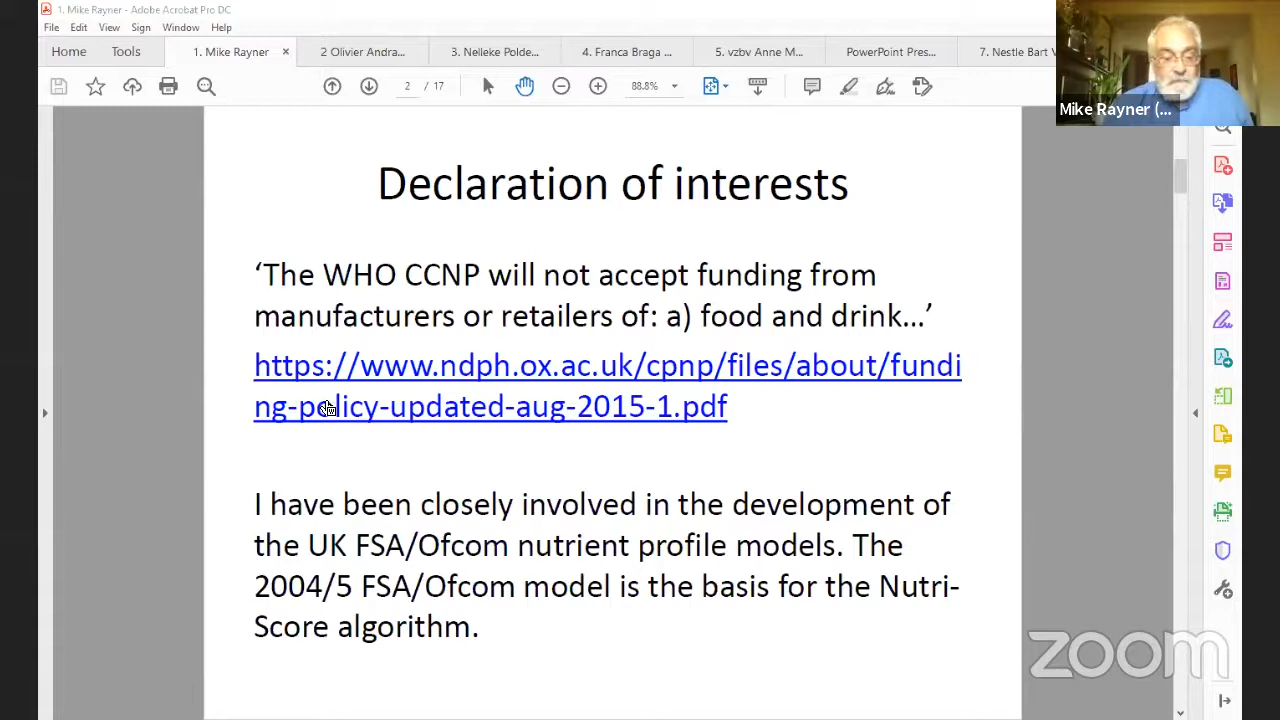 1. Mike Rayner - Adobe Acrobat Pro DC
File Edit View Sign Window Help
Home Tools 1. Mike Rayner × 2 Olivier Andra... 3. Nelleke Polde... 4. Franca Braga ... 5. vzbv Anne M... PowerPoint Pres... 7. Nestle Bart V
2 / 17 88.8%
Mike Rayner (...
Declaration of interests
‘The WHO CCNP will not accept funding from
manufacturers or retailers of: a) food and drink...’
https://www.ndph.ox.ac.uk/cpnp/files/about/fundi
ng-policy-updated-aug-2015-1.pdf
I have been closely involved in the development of
the UK FSA/Ofcom nutrient profile models. The
2004/5 FSA/Ofcom model is the basis for the Nutri-
Score algorithm.
zoom